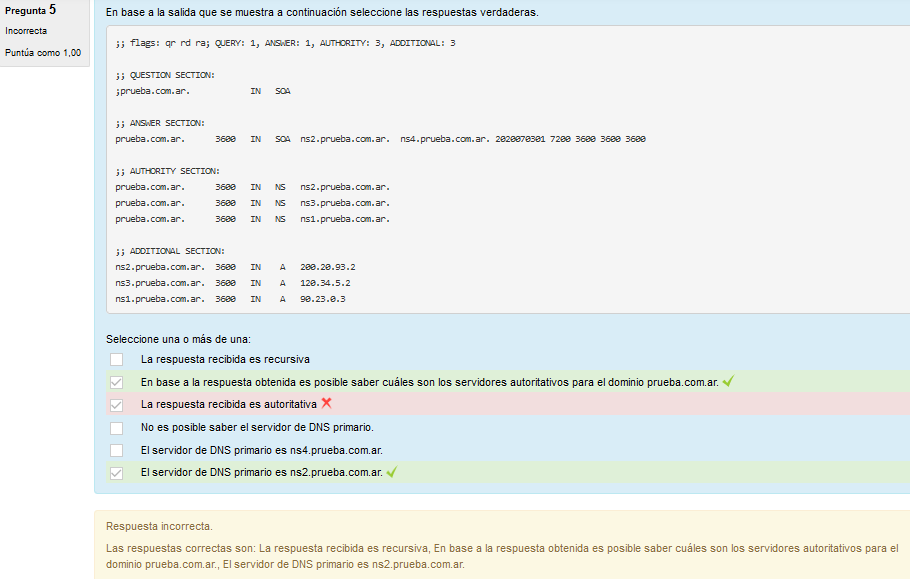 Pregunta 5
Incorrecta
Puntúa como 1,00
En base a la salida que se muestra a continuación seleccione las respuestas verdaderas.
;; flags: qr rd ra; QUERY: 1, ANSWER: 1, AUTHORITY: 3, ADDITIONAL: 3
;; QUESTION SECTION:
;prueba.com.ar. IN SOA
;; ANSWER SECTION:
prueba.com.ar. 3600 IN SOA ns2.prueba.com.ar. ns4.prueba.com.ar. 2020070301 7200 3600 3600 3600
;; AUTHORITY SECTION:
prueba.com.ar. 3600 IN NS ns2.prueba.com.ar.
prueba.com.ar. 3600 IN NS ns3.prueba.com.ar.
prueba.com.ar. 3600 IN NS ns1.prueba.com.ar.
;; ADDITIONAL SECTION:
ns2.prueba.com.ar. 3600 IN A 200.20.93.2
ns3.prueba.com.ar. 3600 IN A 120.34.5.2
ns1.prueba.com.ar. 3600 IN A 90.23.0.3
Seleccione una o más de una:
La respuesta recibida es recursiva
En base a la respuesta obtenida es posible saber cuáles son los servidores autoritativos para el dominio prueba.com.ar.
La respuesta recibida es autoritativa
No es posible saber el servidor de DNS primario.
El servidor de DNS primario es ns4.prueba.com.ar.
El servidor de DNS primario es ns2.prueba.com.ar.
Respuesta incorrecta.
Las respuestas correctas son: La respuesta recibida es recursiva, En base a la respuesta obtenida es posible saber cuáles son los servidores autoritativos para el
dominio prueba.com.ar., El servidor de DNS primario es ns2.prueba.com.ar.